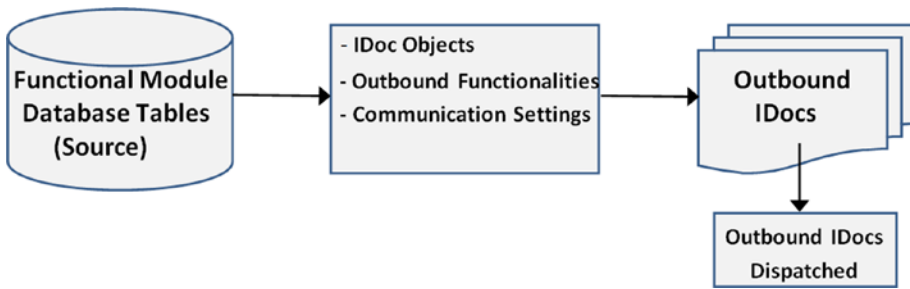 Functional Module
Database Tables
(Source)
- IDoc Objects
- Outbound Functionalities
- Communication Settings
Outbound
IDocs
Outbound IDocs
Dispatched